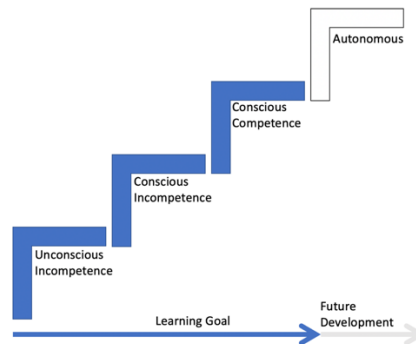 Autonomous
Conscious
Competence
Conscious
Incompetence
Unconscious
Incompetence
Learning Goal
Future
Development